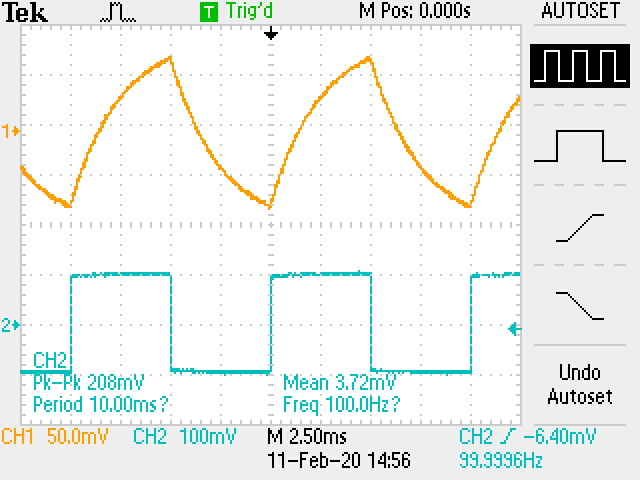 Tek T Trig'd M Pos: 0.000s AUTOSET
1
2
CH2
Pk-Pk 208mV Mean 3.72mV
Period 10.00ms? Freq 100.0Hz?
Undo
Autoset
CH1 50.0mV CH2 100mV M 2.50ms CH2 -6.40mV
11-Feb-20 14:56 99.9996Hz